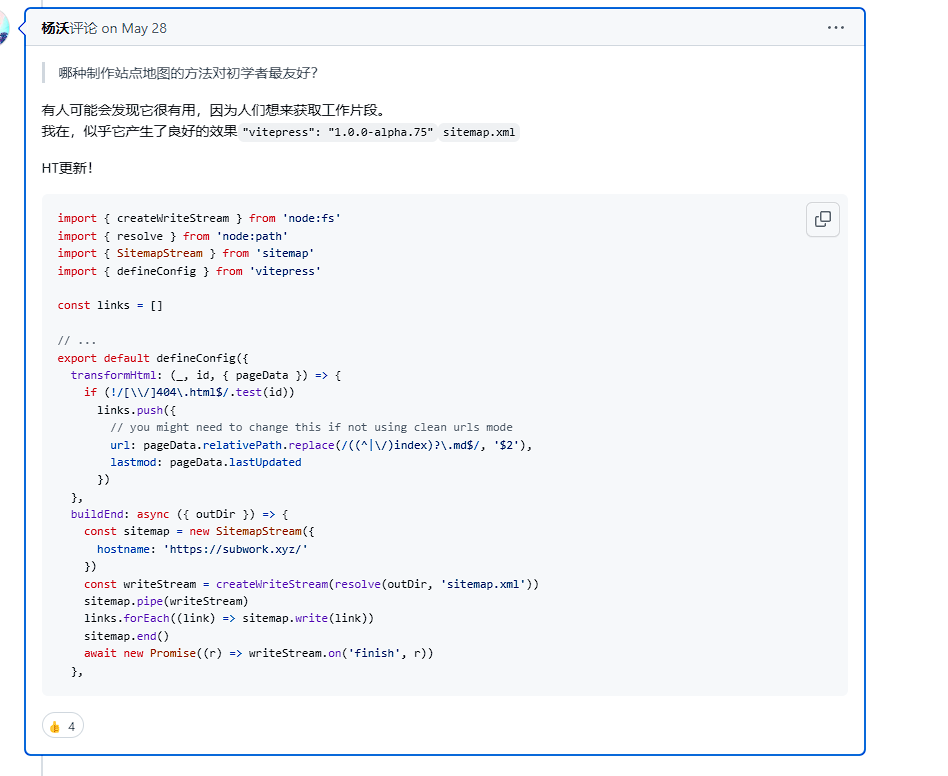 杨沃评论 on May 28
哪种制作站点地图的方法对初学者最友好？
有人可能会发现它很有用，因为人们想来获取工作片段。
我在，似乎它产生了良好的效果 "vitepress": "1.0.0-alpha.75" sitemap.xml
HT更新！
import { createWriteStream } from 'node:fs'
import { resolve } from 'node:path'
import { SitemapStream } from 'sitemap'
import { defineConfig } from 'vitepress'
const links = []
// ...
export default defineConfig({
  transformHtml: (_, id, { pageData }) => {
    if (!/[\\/]404\.html$/.test(id))
      links.push({
        // you might need to change this if not using clean urls mode
        url: pageData.relativePath.replace(/((^|\/)index)?\.md$/, '$2'),
        lastmod: pageData.lastUpdated
      })
  },
  buildEnd: async ({ outDir }) => {
    const sitemap = new SitemapStream({
      hostname: 'https://subwork.xyz/'
    })
    const writeStream = createWriteStream(resolve(outDir, 'sitemap.xml'))
    sitemap.pipe(writeStream)
    links.forEach((link) => sitemap.write(link))
    sitemap.end()
    await new Promise((r) => writeStream.on('finish', r))
  },
👍 4